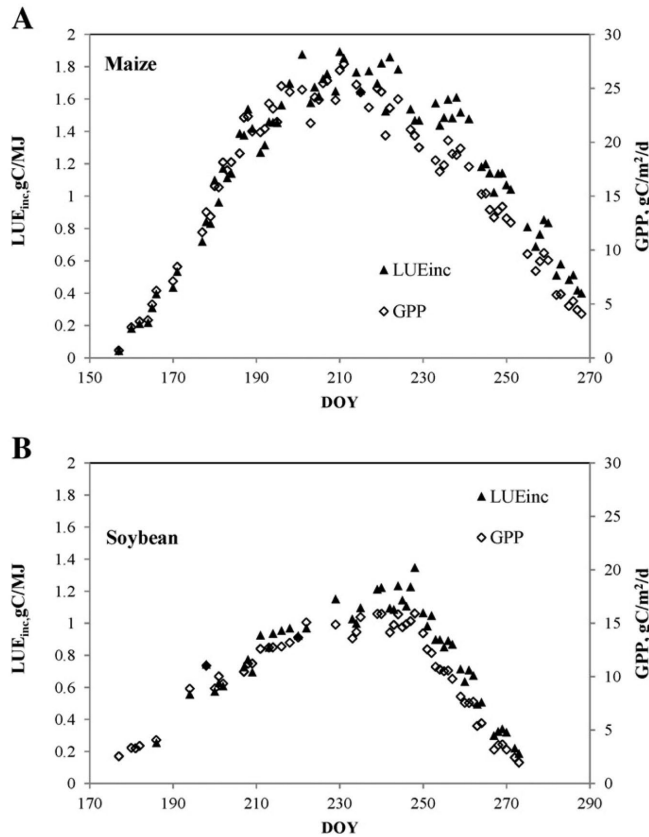 A
Maize
LUEinc,gC/MJ
2
1.8
1.6
1.4
1.2
1
0.8
0.6
0.4
0.2
0
30
25
20
15
10
5
0
GPP, gC/m²/d
LUEinc
GPP
150 170 190 210 230 250 270
DOY
B
Soybean
LUEinc,gC/MJ
2
1.8
1.6
1.4
1.2
1
0.8
0.6
0.4
0.2
0
30
25
20
15
10
5
0
GPP, gC/m²/d
LUEinc
GPP
170 190 210 230 250 270 290
DOY